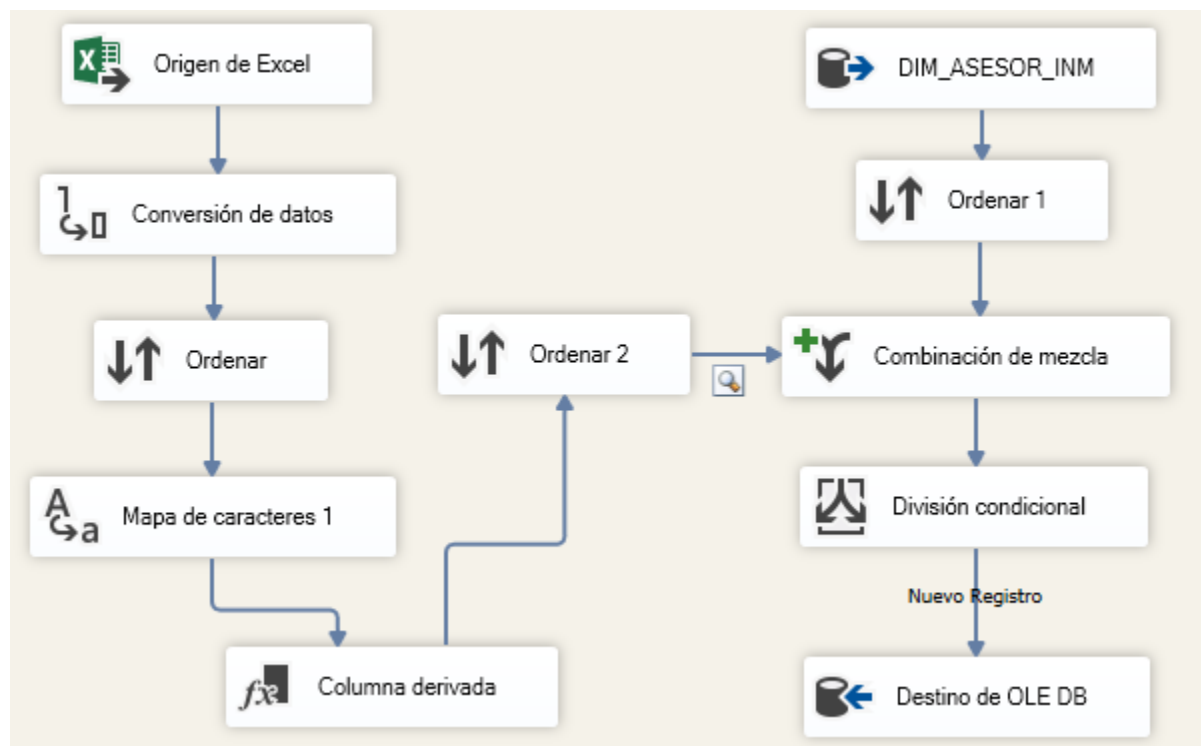 Origen de Excel
DIM_ASESOR_INM
Conversión de datos
Ordenar 1
Ordenar
Ordenar 2
Combinación de mezcla
Mapa de caracteres 1
División condicional
Nuevo Registro
Columna derivada
Destino de OLE DB